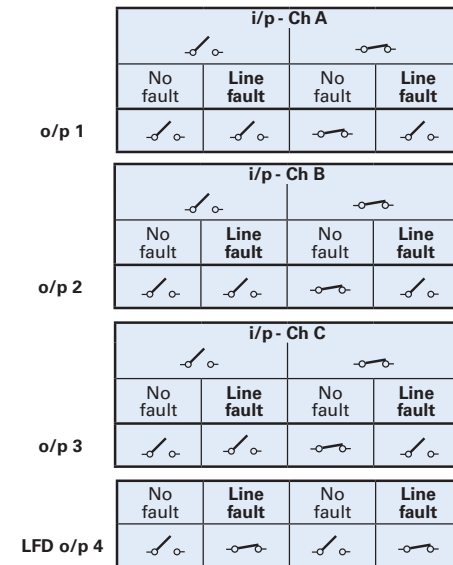 i/p - Ch A
No fault Line fault No fault Line fault
o/p 1
i/p - Ch B
No fault Line fault No fault Line fault
o/p 2
i/p - Ch C
No fault Line fault No fault Line fault
o/p 3
No fault Line fault No fault Line fault
LFD o/p 4